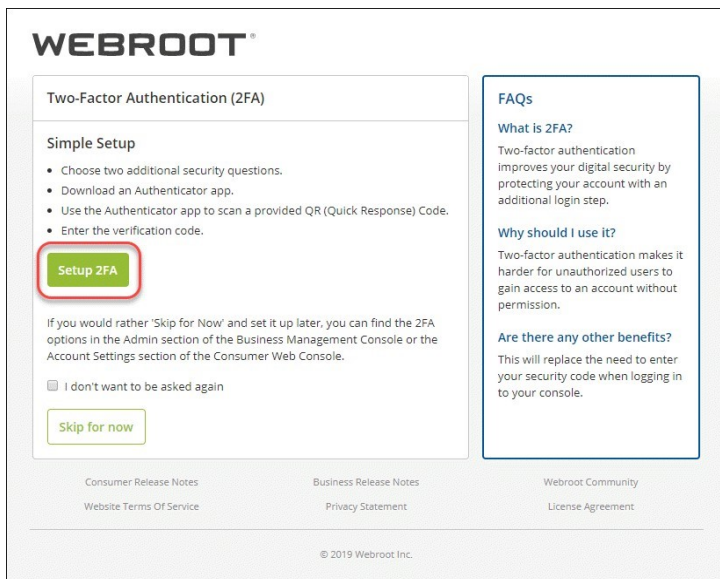 WEBROOT®
Two-Factor Authentication (2FA)
Simple Setup
• Choose two additional security questions.
• Download an Authenticator app.
• Use the Authenticator app to scan a provided QR (Quick Response) Code.
• Enter the verification code.
Setup 2FA
If you would rather 'Skip for Now' and set it up later, you can find the 2FA
options in the Admin section of the Business Management Console or the
Account Settings section of the Consumer Web Console.
I don't want to be asked again
Skip for now
FAQs
What is 2FA?
Two-factor authentication
improves your digital security by
protecting your account with an
additional login step.
Why should I use it?
Two-factor authentication makes it
harder for unauthorized users to
gain access to an account without
permission.
Are there any other benefits?
This will replace the need to enter
your security code when logging in
to your console.
Consumer Release Notes
Business Release Notes
Webroot Community
Website Terms Of Service
Privacy Statement
License Agreement
© 2019 Webroot Inc.